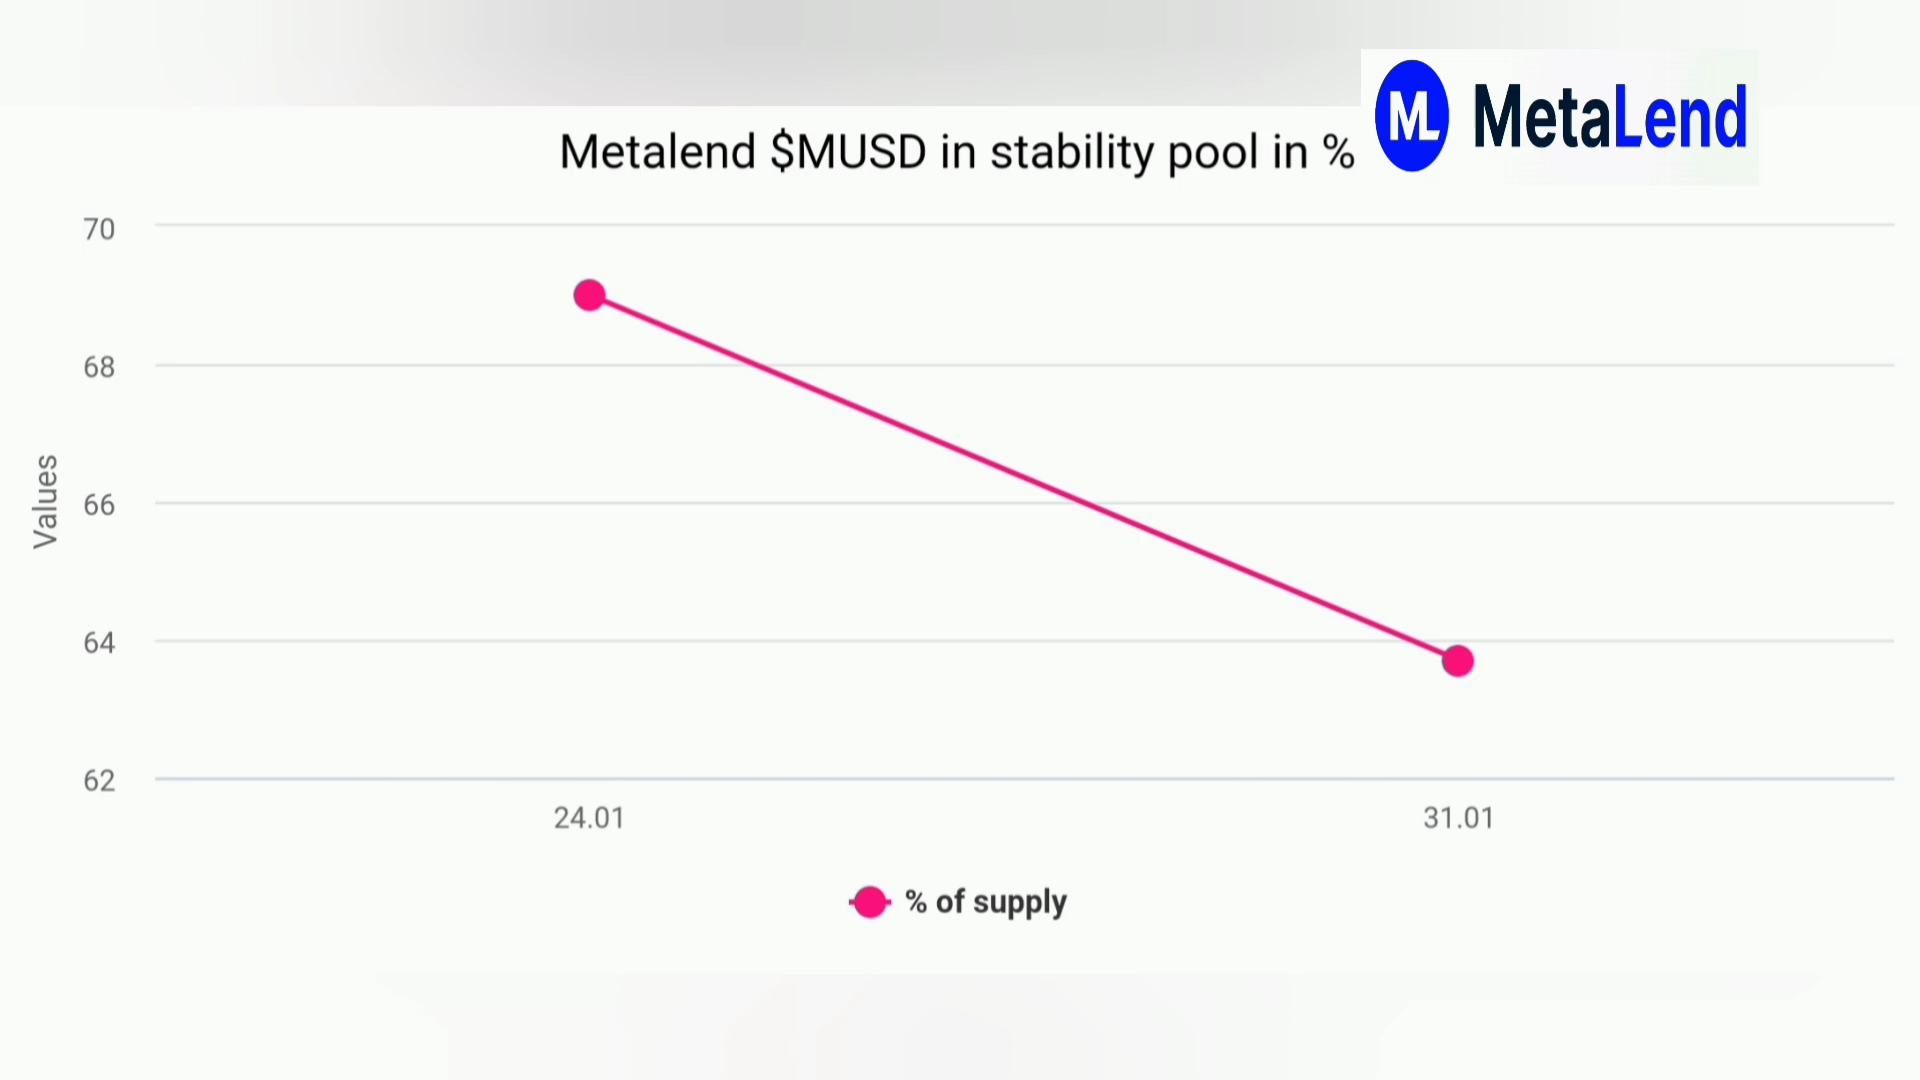 ML MetaLend
Metalend $MUSD in stability pool in %
70
68
66
64
62
Values
24.01
31.01
% of supply